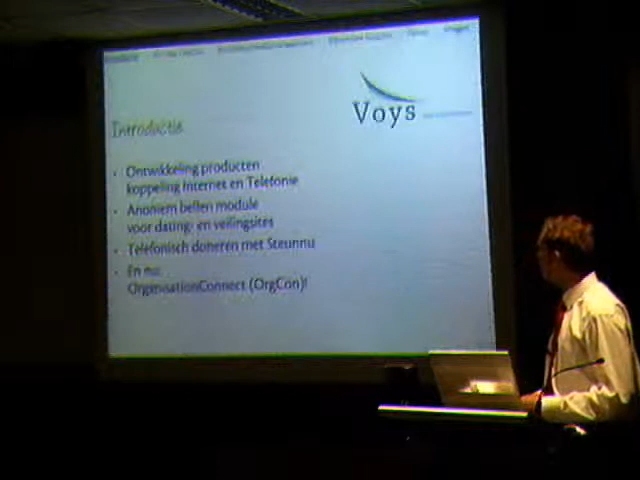 Voys
Introductie
Ontwikkeling producten
koppeling Internet en Telefonie
Anoniem bellen module
voor dating- en veilingsites
Telefonisch doneren met Steunnu
En nu:
OrganisationConnect (OrgCon)!